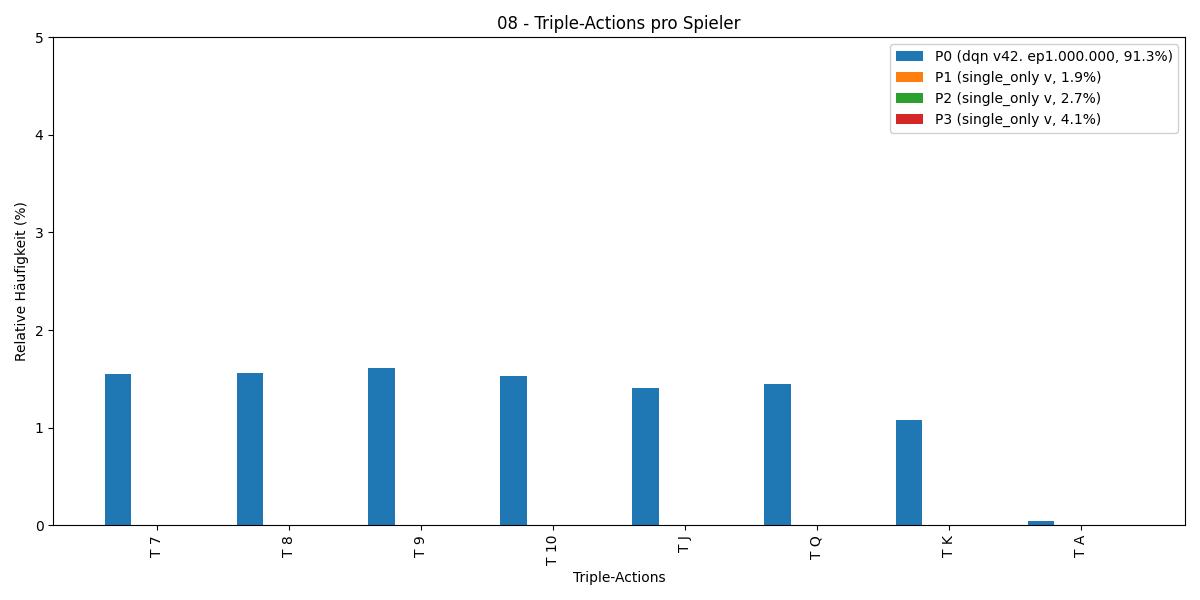 08 - Triple-Actions pro Spieler
P0 (dqn v42. ep1.000.000, 91.3%)
P1 (single_only v, 1.9%)
P2 (single_only v, 2.7%)
P3 (single_only v, 4.1%)
Relative Häufigkeit (%)
5
4
3
2
1
0
T 7
T 8
T 9
T 10
T J
T Q
T K
T A
Triple-Actions